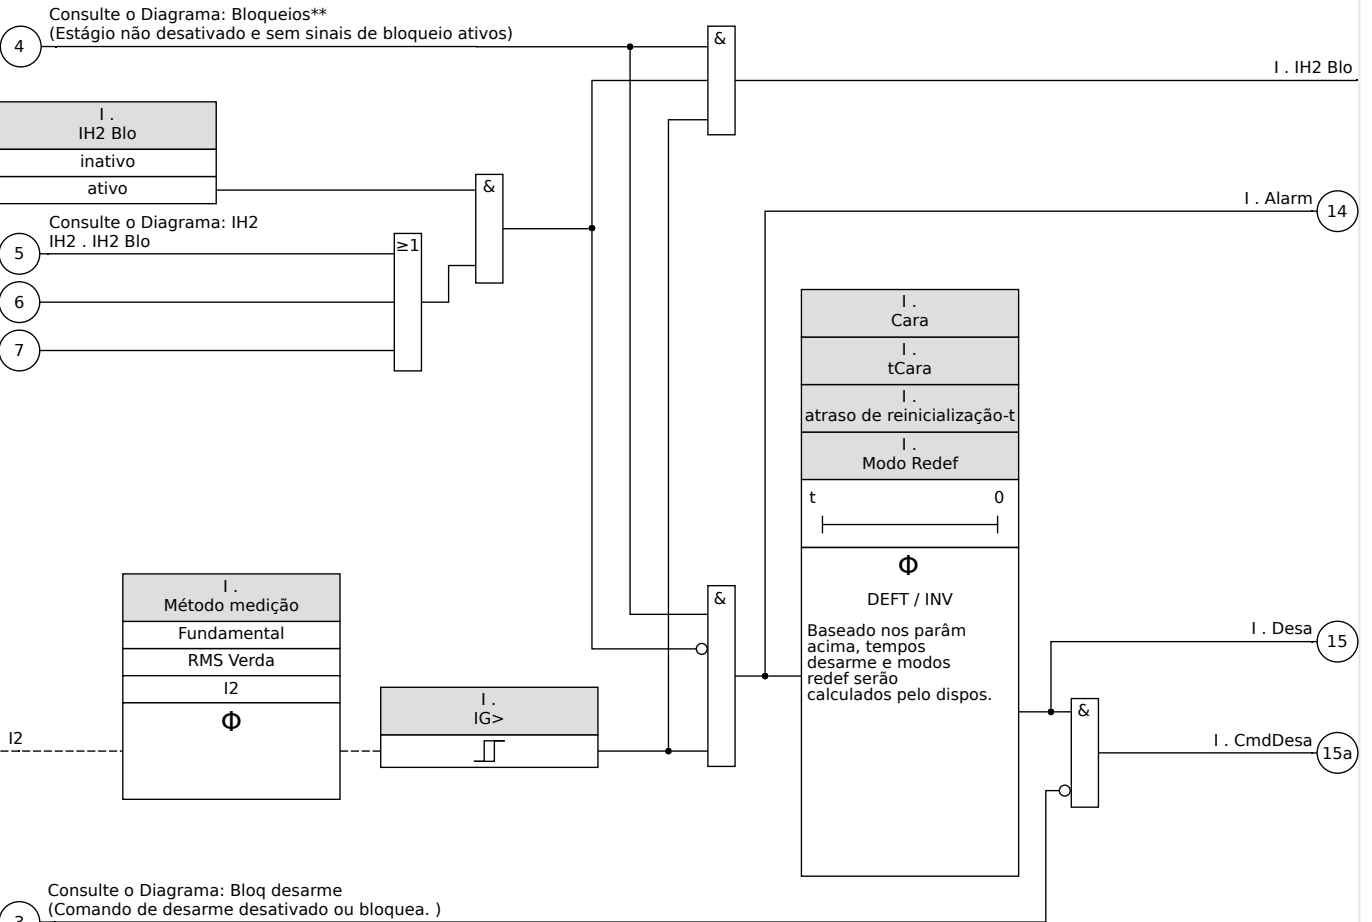 Consulte o Diagrama: Bloqueios**
(Estágio não desativado e sem sinais de bloqueio ativos)
4
&
I . IH2 Blo
I .
IH2 Blo
inativo
ativo
&
I . Alarm
14
Consulte o Diagrama: IH2
IH2 . IH2 Blo
5
≥1
6
7
I .
Cara
I .
tCara
I .
atraso de reinicialização-t
I .
Modo Redef
t 0
Φ
DEFT / INV
Baseado nos parâm
acima, tempos
desarme e modos
redef serão
calculados pelo dispos.
I .
Método medição
Fundamental
RMS Verda
I2
Φ
&
I2
I .
IG>
I . Desa
15
&
I . CmdDesa
15a
Consulte o Diagrama: Bloq desarme
(Comando de desarme desativado ou bloquea. )
3